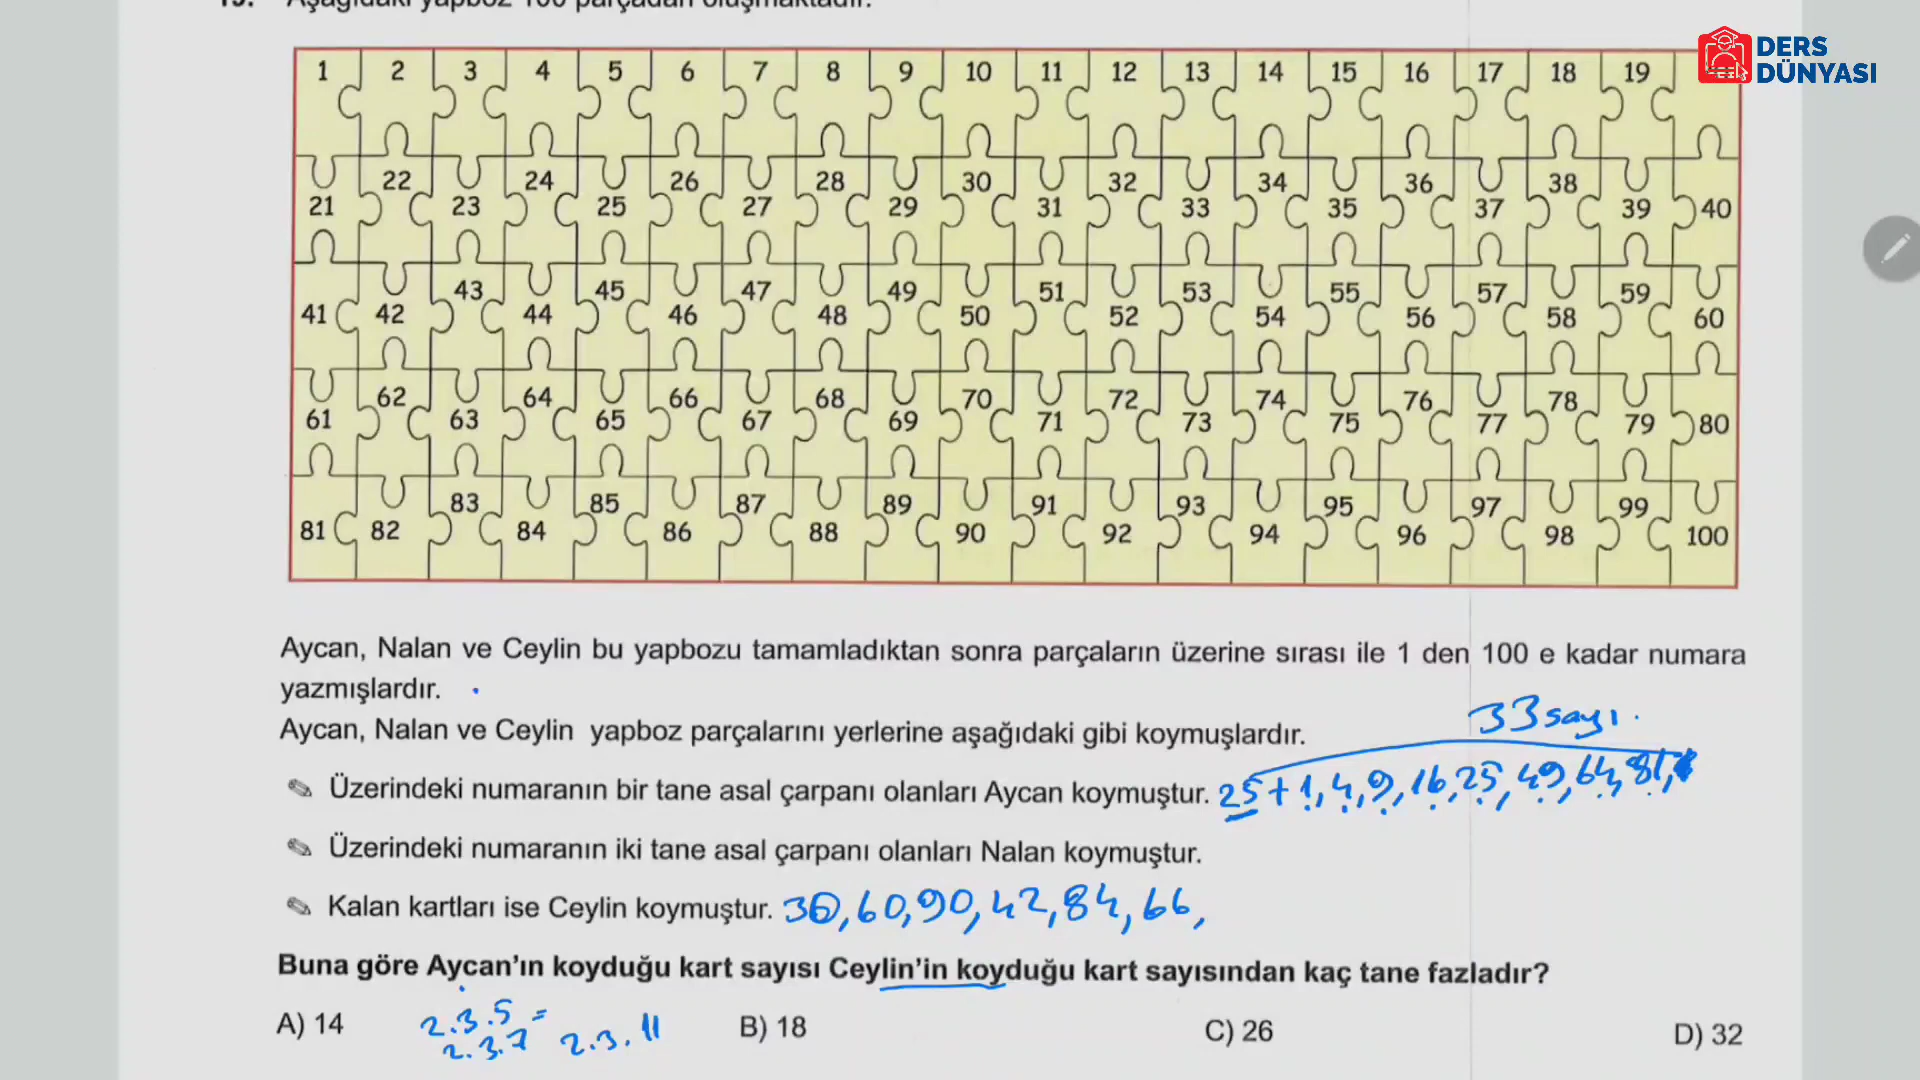 19. Aşağıdaki yapboz 100 parçadan oluşmaktadır.
DERS
DÜNYASI
1 2 3 4 5 6 7 8 9 10 11 12 13 14 15 16 17 18 19
21 22 23 24 25 26 27 28 29 30 31 32 33 34 35 36 37 38 39 40
41 42 43 44 45 46 47 48 49 50 51 52 53 54 55 56 57 58 59 60
61 62 63 64 65 66 67 68 69 70 71 72 73 74 75 76 77 78 79 80
81 82 83 84 85 86 87 88 89 90 91 92 93 94 95 96 97 98 99 100
Aycan, Nalan ve Ceylin bu yapbozu tamamladıktan sonra parçaların üzerine sırası ile 1 den 100 e kadar numara
yazmışlardır.
33 sayı.
Aycan, Nalan ve Ceylin yapboz parçalarını yerlerine aşağıdaki gibi koymuşlardır.
Üzerindeki numaranın bir tane asal çarpanı olanları Aycan koymuştur. 25+1, 4, 9, 16, 25, 49, 64, 81,
Üzerindeki numaranın iki tane asal çarpanı olanları Nalan koymuştur.
Kalan kartları ise Ceylin koymuştur. 30, 60, 90, 42, 84, 66,
Buna göre Aycan'ın koyduğu kart sayısı Ceylin'in koyduğu kart sayısından kaç tane fazladır?
A) 14 B) 18 C) 26 D) 32
2.3.5=
2.3.7 2.3.11